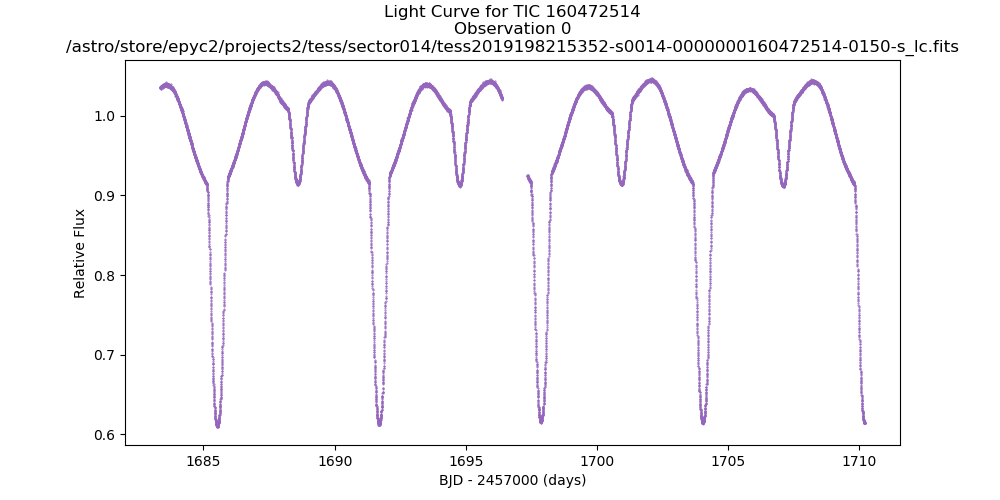 Light Curve for TIC 160472514
Observation 0
/astro/store/epyc2/projects2/tess/sector014/tess2019198215352-s0014-0000000160472514-0150-s_lc.fits
1.0
0.9
0.8
0.7
0.6
Relative Flux
1685 1690 1695 1700 1705 1710
BJD - 2457000 (days)